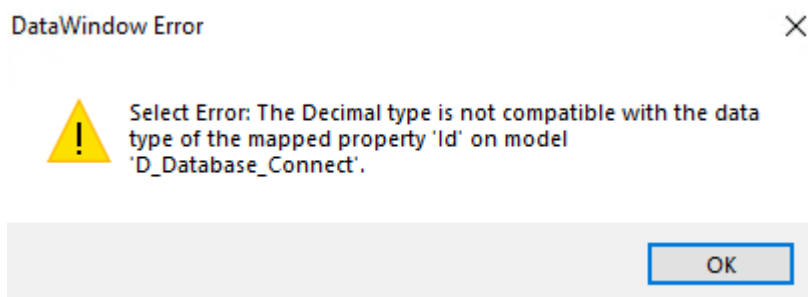 DataWindow Error
Select Error: The Decimal type is not compatible with the data
type of the mapped property 'Id' on model
'D_Database_Connect'.
OK